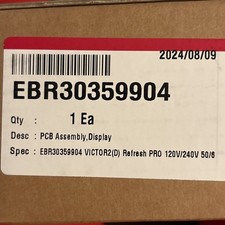 2024/08/09
EBR30359904
Qty : 1 Ea
Desc : PCB Assembly,Display
Spec : EBR30359904 VICTOR2(D) Refresh PRO 120V/240V 50/6